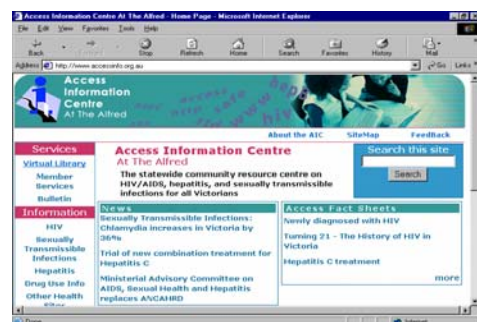 Access Information Centre At The Alfred - Home Page - Microsoft Internet Explorer
File Edit View Favorites Tools Help
Back Stop Refresh Home Search Favorites History Mail
Address http://www.accessinfo.org.au Go Links
Access
Information
Centre
At The Alfred
About the AIC SiteMap Feedback
Services
Virtual Library
Member
Services
Bulletin
Information
HIV
Sexually
Transmissible
Infections
Hepatitis
Drug Use Info
Other Health
Sites
Access Information Centre
At The Alfred
The statewide community resource centre on
HIV/AIDS, hepatitis, and sexually transmissible
infections for all Victorians
Search this site
Search
News
Sexually Transmissible Infections:
Chlamydia increases in Victoria by
36%
Trial of new combination treatment for
Hepatitis C
Ministerial Advisory Committee on
AIDS, Sexual Health and Hepatitis
replaces ANCAHRD
Access Fact Sheets
Newly diagnosed with HIV
Turning 21 - The History of HIV in
Victoria
Hepatitis C treatment
more
Internet